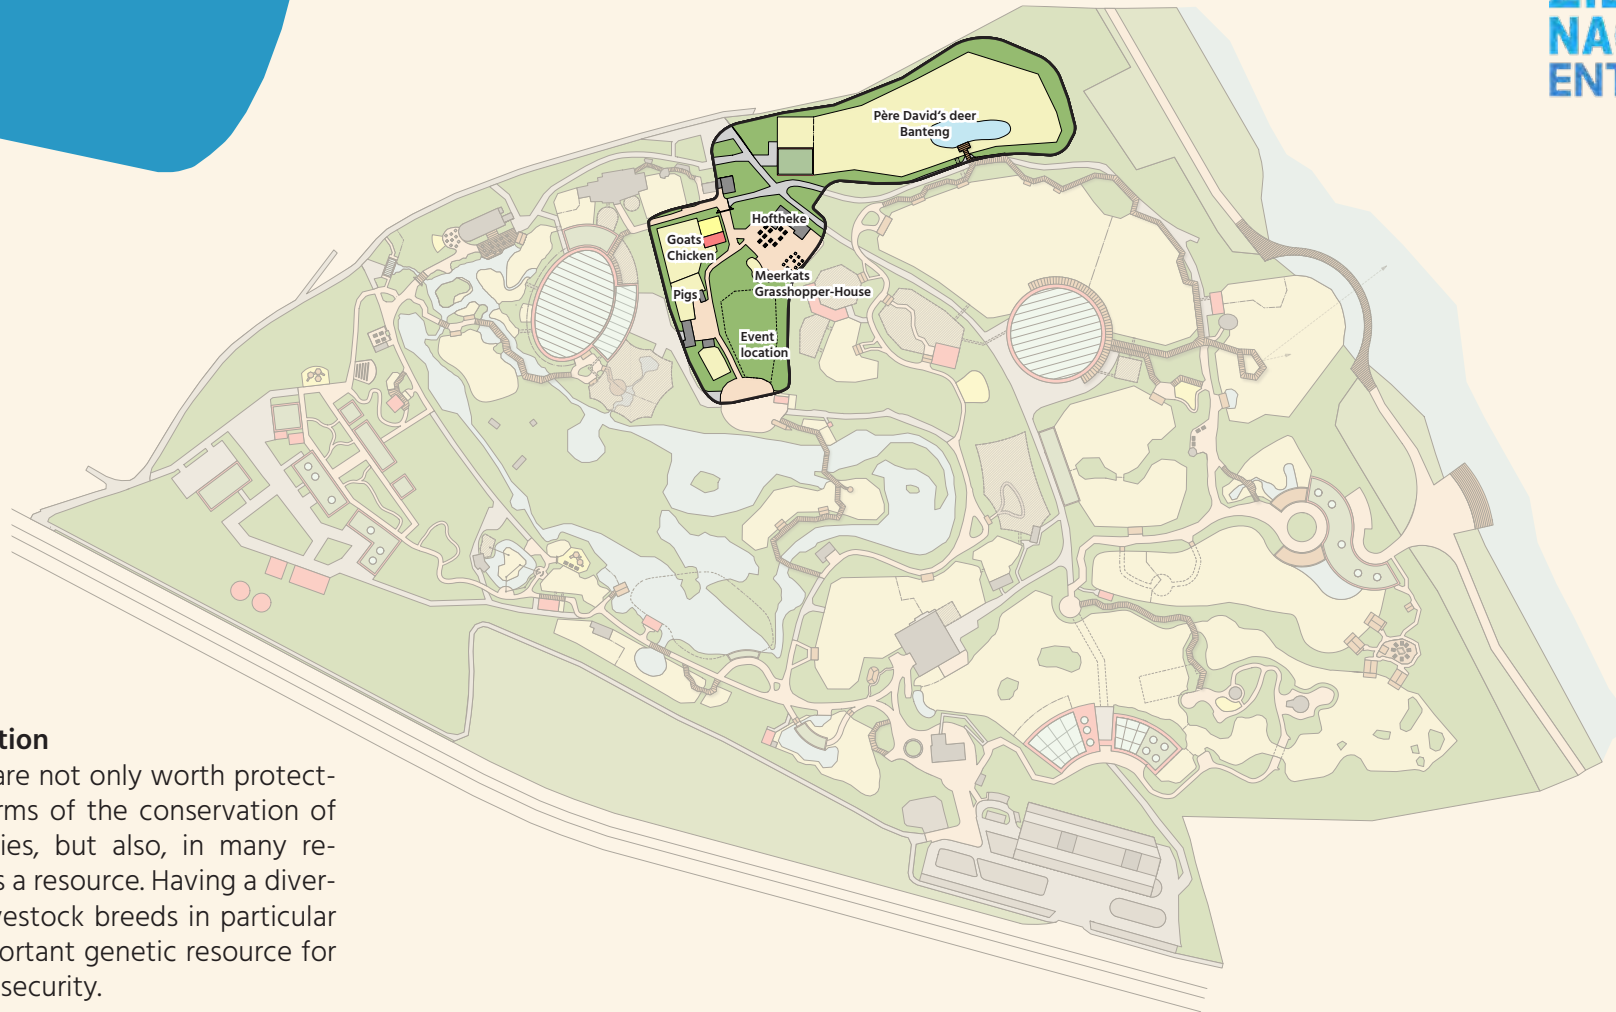 NA
ENT
Père David's deer
Banteng
Hoftheke
Goats
Chicken
Meerkats
Grasshopper-House
Pigs
Event
location
tion
are not only worth protect-
rms of the conservation of
ies, but also, in many re-
s a resource. Having a diver-
vestock breeds in particular
portant genetic resource for
security.